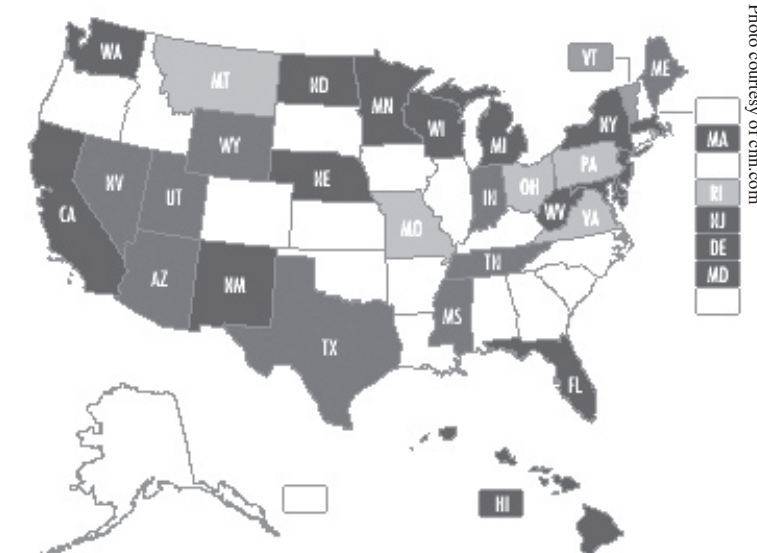 Photo courtesy of cnn.com
WA
MT
ND
MN
WI
MI
VT
ME
NY
MA
WY
NE
NV
UT
CA
AZ
NM
TX
MO
IN
OH
PA
WV
VA
TN
MS
FL
RI
NJ
DE
MD
HI